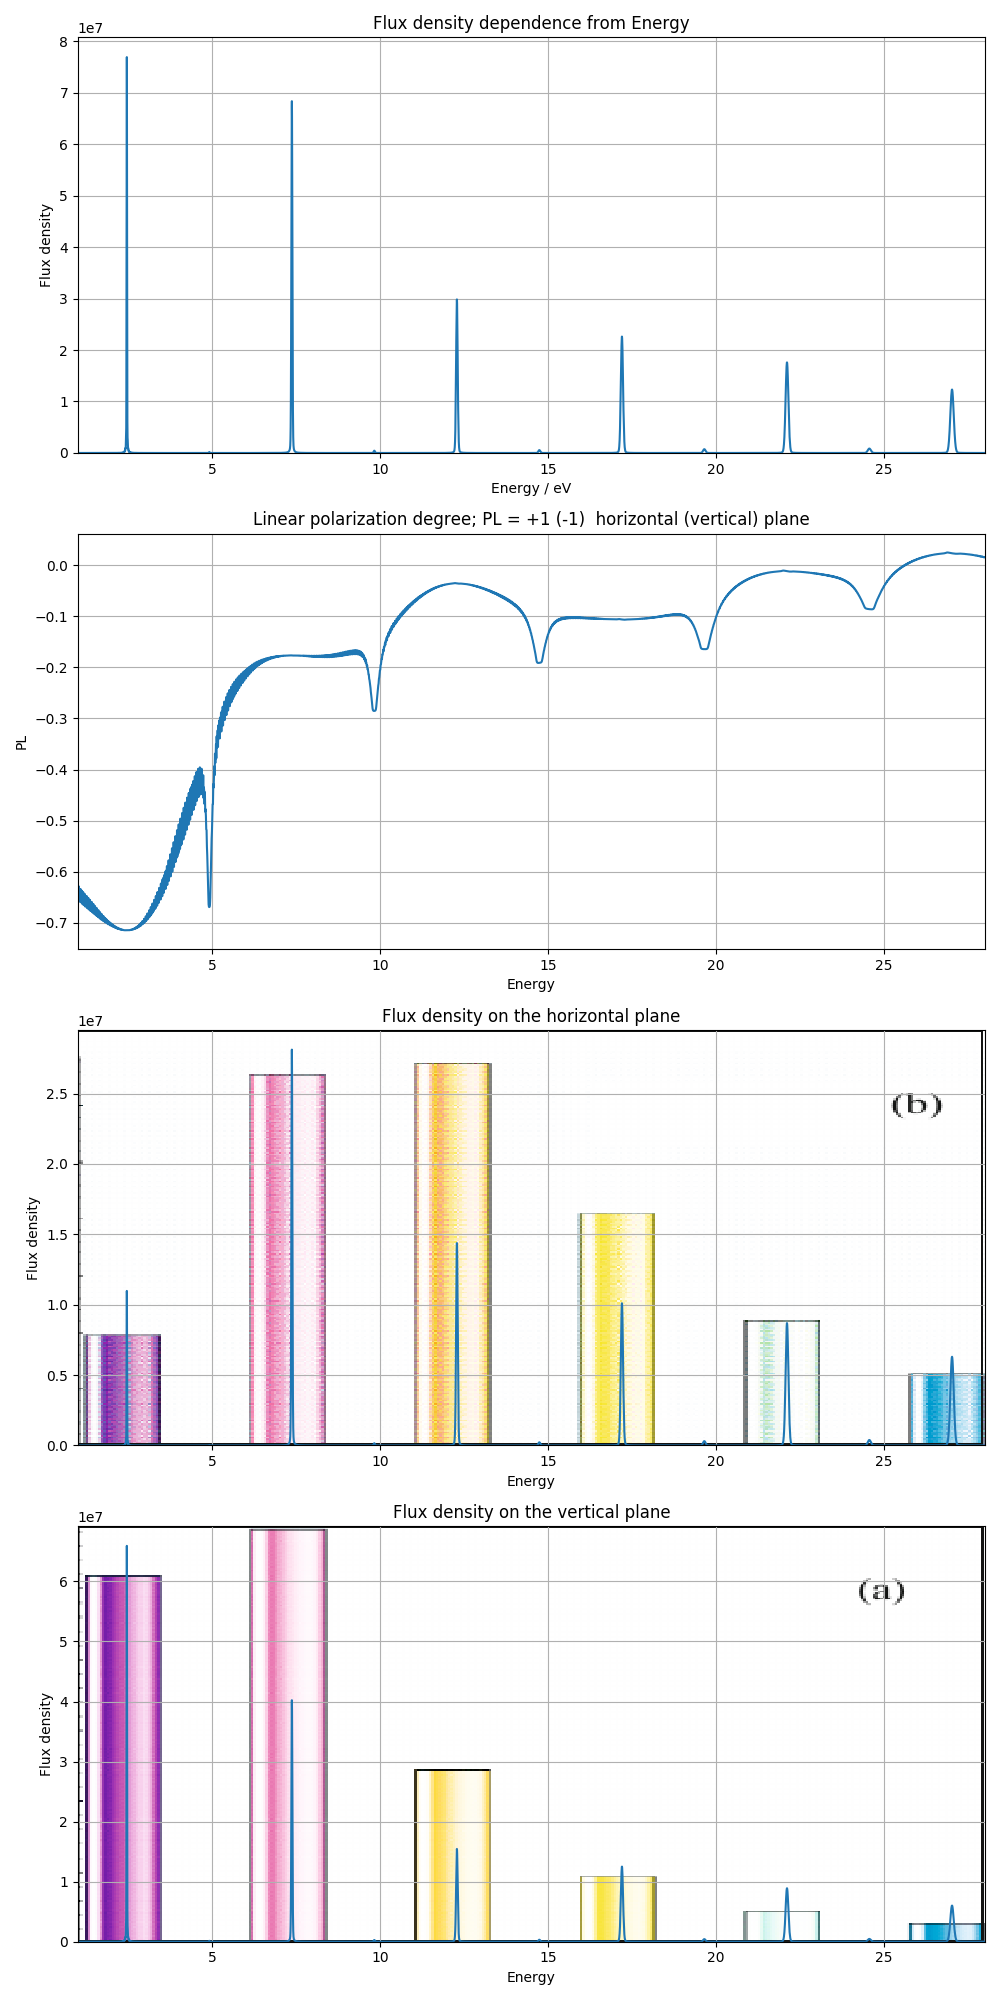 Flux density dependence from Energy
1e7
8
7
6
5
4
3
2
1
0
Flux density
5 10 15 20 25
Energy / eV
Linear polarization degree; PL = +1 (-1)  horizontal (vertical) plane
0.0
−0.1
−0.2
−0.3
−0.4
−0.5
−0.6
−0.7
PL
5 10 15 20 25
Energy
Flux density on the horizontal plane
1e7
(b)
2.5
2.0
1.5
1.0
0.5
0.0
Flux density
5 10 15 20 25
Energy
Flux density on the vertical plane
1e7
(a)
6
5
4
3
2
1
0
Flux density
5 10 15 20 25
Energy